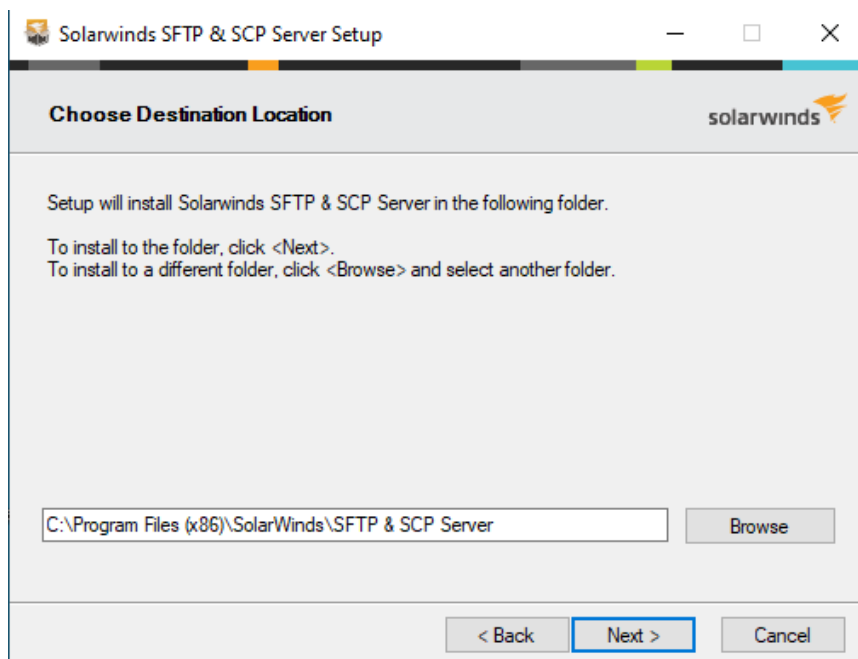 Solarwinds SFTP & SCP Server Setup
Choose Destination Location
solarwinds
Setup will install Solarwinds SFTP & SCP Server in the following folder.
To install to the folder, click <Next>.
To install to a different folder, click <Browse> and select another folder.
C:\Program Files (x86)\SolarWinds\SFTP & SCP Server
Browse
< Back
Next >
Cancel